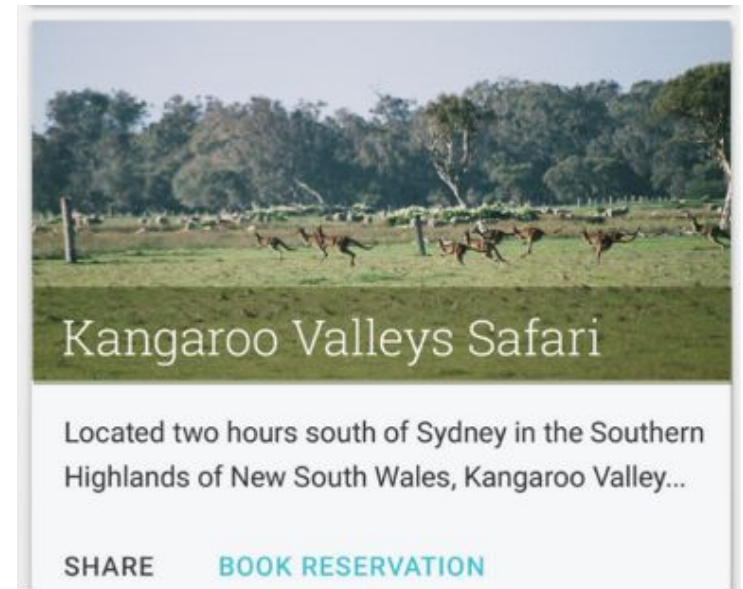 Kangaroo Valleys Safari
Located two hours south of Sydney in the Southern
Highlands of New South Wales, Kangaroo Valley...
SHARE BOOK RESERVATION